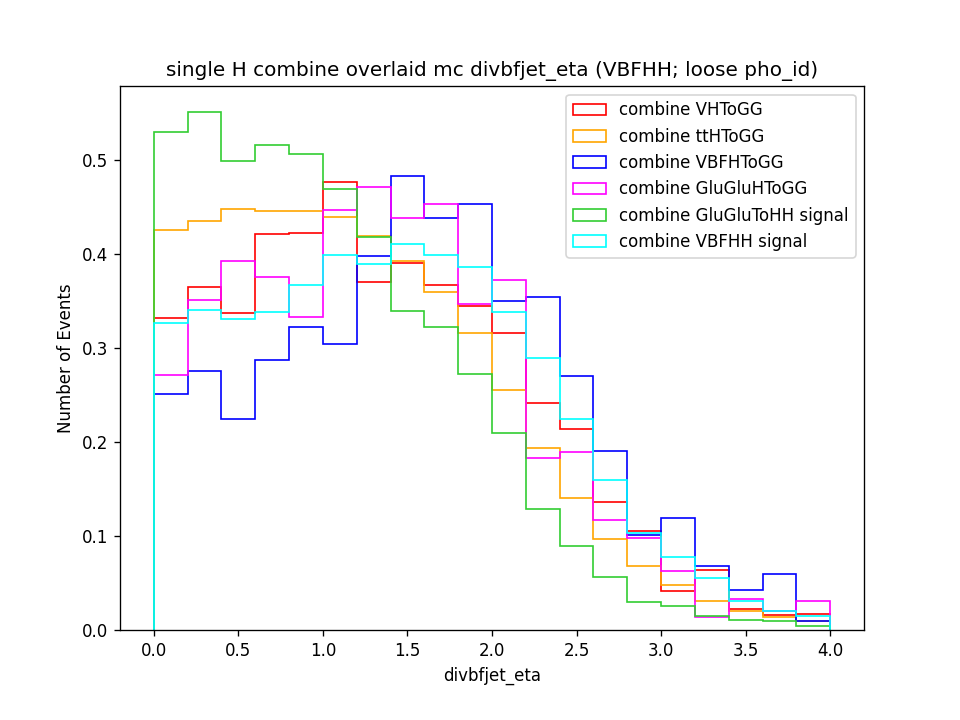 single H combine overlaid mc divbfjet_eta (VBFHH; loose pho_id)
combine VHToGG
combine ttHToGG
combine VBFHToGG
combine GluGluHToGG
combine GluGluToHH signal
combine VBFHH signal
Number of Events
0.5
0.4
0.3
0.2
0.1
0.0
0.0 0.5 1.0 1.5 2.0 2.5 3.0 3.5 4.0
divbfjet_eta